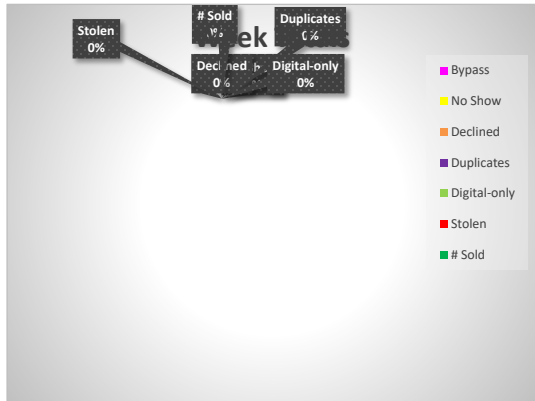 Stolen
0%
# Sold
Duplicates
0%
Declined
0%
Digital-only
0%
Bypass
No Show
Declined
Duplicates
Digital-only
Stolen
# Sold